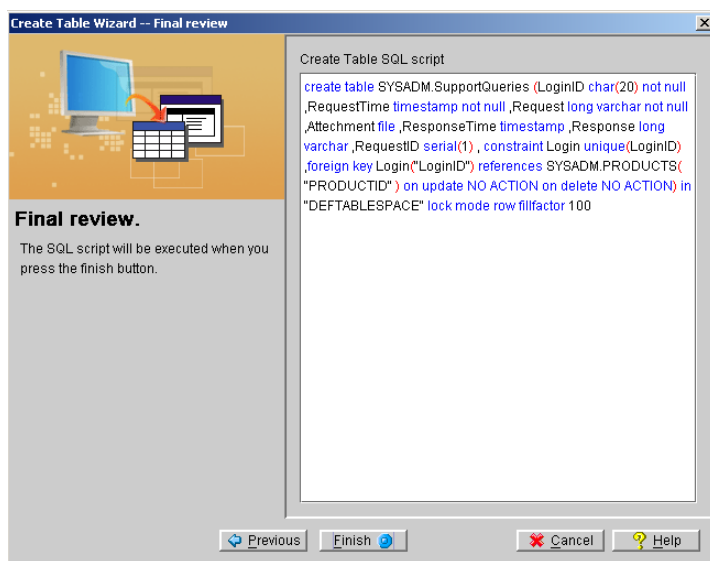 Create Table Wizard -- Final review
Final review.
The SQL script will be executed when you
press the finish button.
Create Table SQL script
create table SYSADM.SupportQueries (LoginID char(20) not null
,RequestTime timestamp not null ,Request long varchar not null
,Attechment file ,ResponseTime timestamp ,Response long
varchar ,RequestID serial(1) , constraint Login unique(LoginID)
,foreign key Login("LoginID") references SYSADM.PRODUCTS(
"PRODUCTID" ) on update NO ACTION on delete NO ACTION) in
"DEFTABLESPACE" lock mode row fillfactor 100
Previous Finish Cancel Help